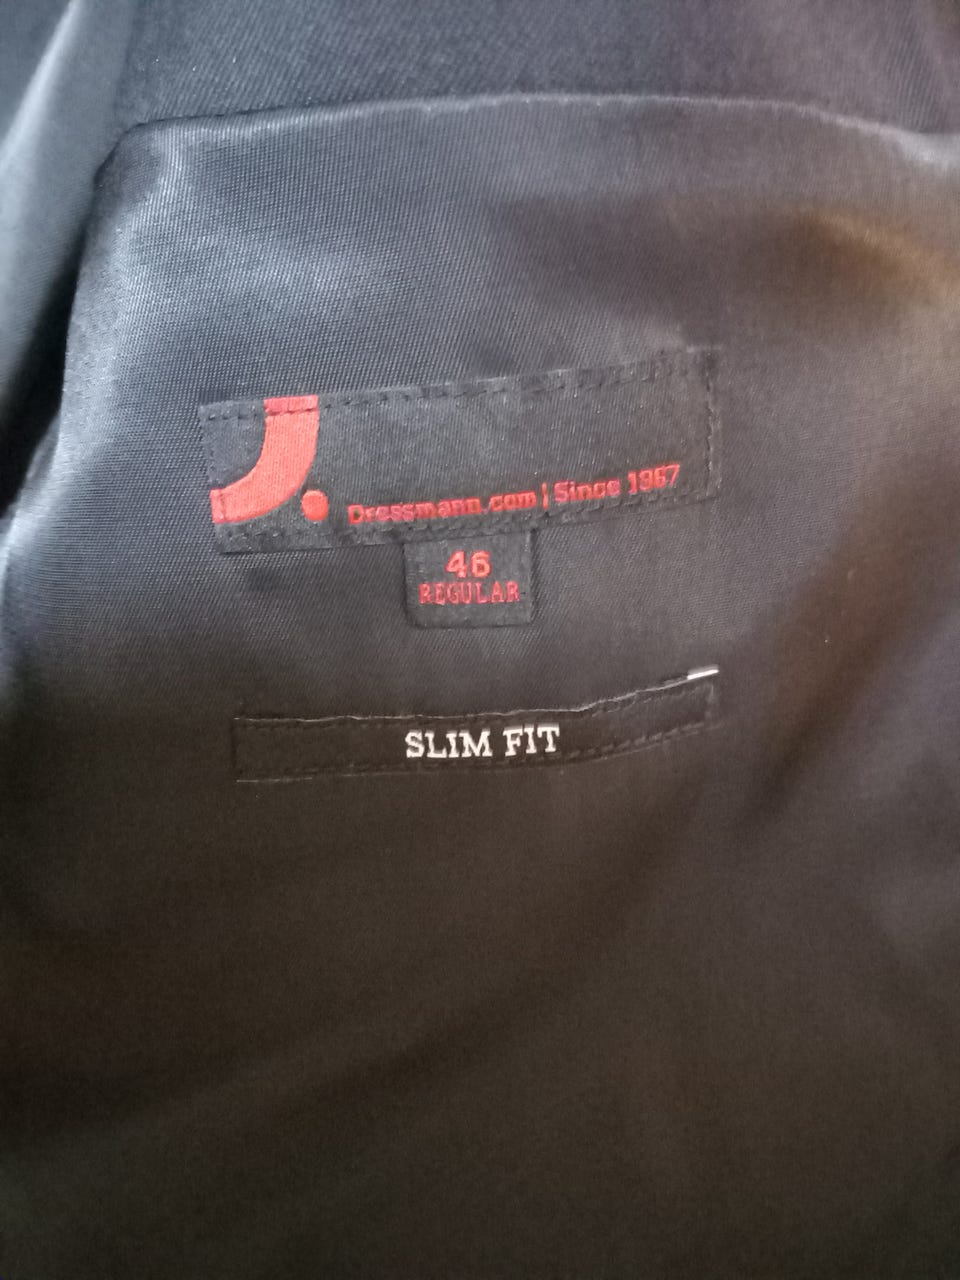 J.
Dressmann.com | Since 1967
46
REGULAR
SLIM FIT